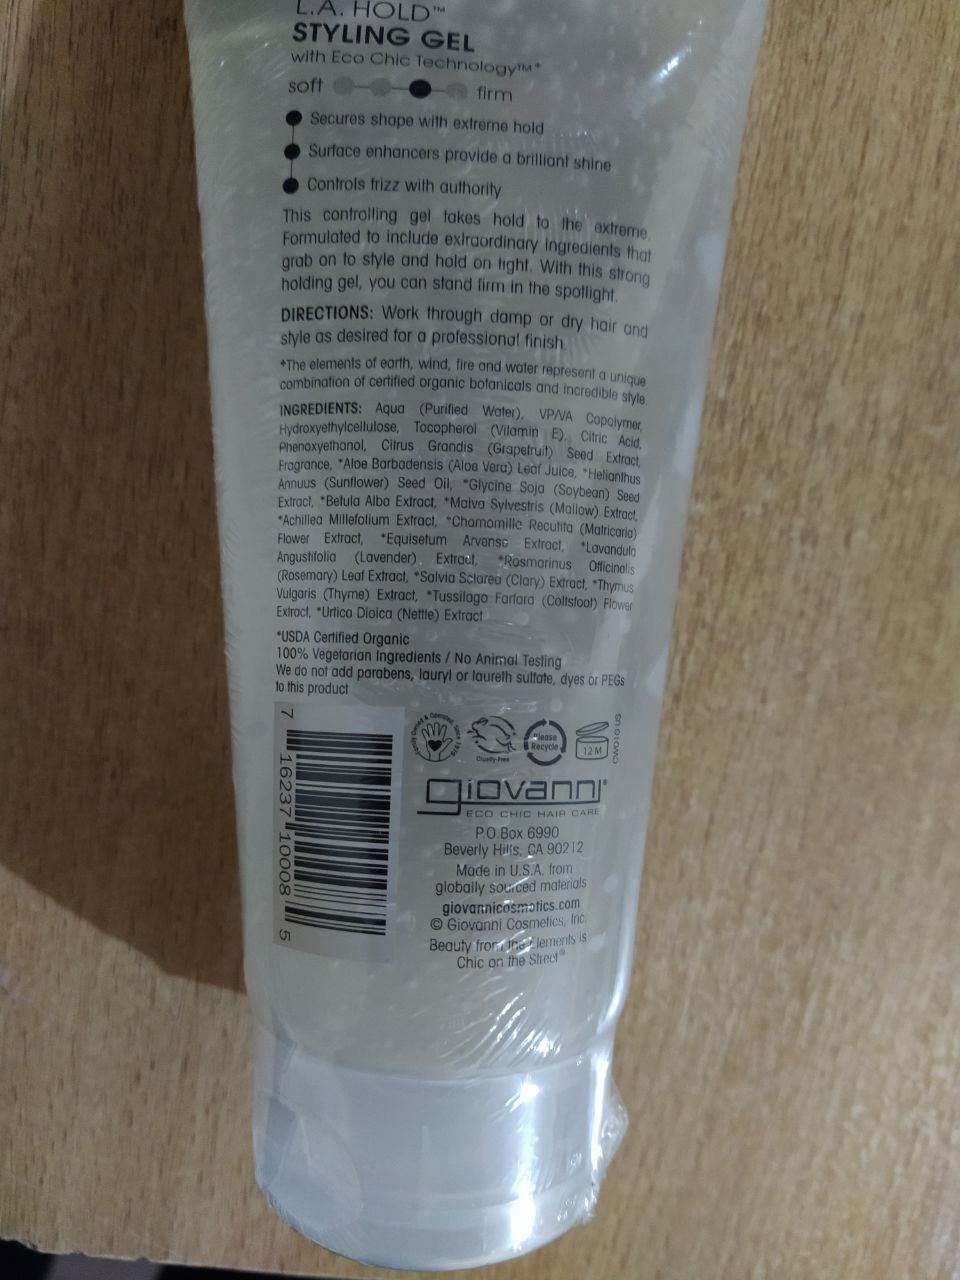 L.A. HOLD™
STYLING GEL
with Eco Chic Technology™*
soft firm
Secures shape with extreme hold
Surface enhancers provide a brilliant shine
Controls frizz with authority
This controlling gel takes hold to the extreme.
Formulated to include extraordinary ingredients that
grab on to style and hold on tight. With this strong
holding gel, you can stand firm in the spotlight.
DIRECTIONS: Work through damp or dry hair and
style as desired for a professional finish.
*The elements of earth, wind, fire and water represent a unique
combination of certified organic botanicals and incredible style.
INGREDIENTS: Aqua (Purified Water), VP/VA Copolymer,
Hydroxyethylcellulose, Tocopherol (Vitamin E), Citric Acid,
Phenoxyethanol, Citrus Grandis (Grapefruit) Seed Extract,
Fragrance, *Aloe Barbadensis (Aloe Vera) Leaf Juice, *Helianthus
Annuus (Sunflower) Seed Oil, *Glycine Soja (Soybean) Seed
Extract, *Betula Alba Extract, *Malva Sylvestris (Mallow) Extract,
*Achillea Millefolium Extract, *Chamomilla Recutita (Matricaria)
Flower Extract, *Equisetum Arvense Extract, *Lavandula
Angustifolia (Lavender) Extract, *Rosmarinus Officinalis
(Rosemary) Leaf Extract, *Salvia Sclarea (Clary) Extract, *Thymus
Vulgaris (Thyme) Extract, *Tussilago Farfara (Coltsfoot) Flower
Extract, *Urtica Dioica (Nettle) Extract
*USDA Certified Organic
100% Vegetarian Ingredients / No Animal Testing
We do not add parabens, lauryl or laureth sulfate, dyes or PEGs
to this product
7 16237 10008 5
Family Owned & Operated. Since 1979
Cruelty-Free
Please
Recycle
12 M
giovanni®
ECO CHIC HAIR CARE
P.O.Box 6990
Beverly Hills, CA 90212
Made in U.S.A. from
globally sourced materials
giovannicosmetics.com
© Giovanni Cosmetics, Inc.
Beauty from the Elements is
Chic on the Street®